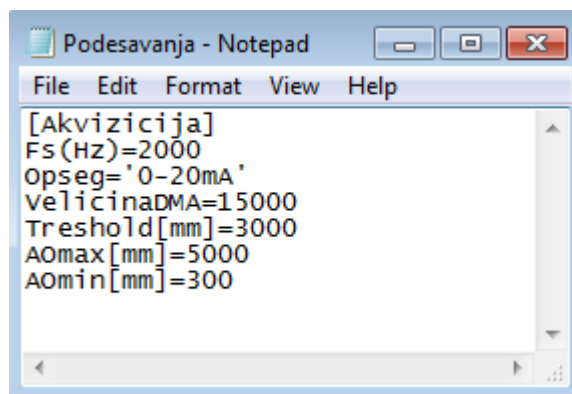 Podesavanja - Notepad
File Edit Format View Help
[Akvizicija]
Fs(Hz)=2000
Opseg='0-20mA'
VelicinaDMA=15000
Treshold[mm]=3000
AOmax[mm]=5000
AOmin[mm]=300